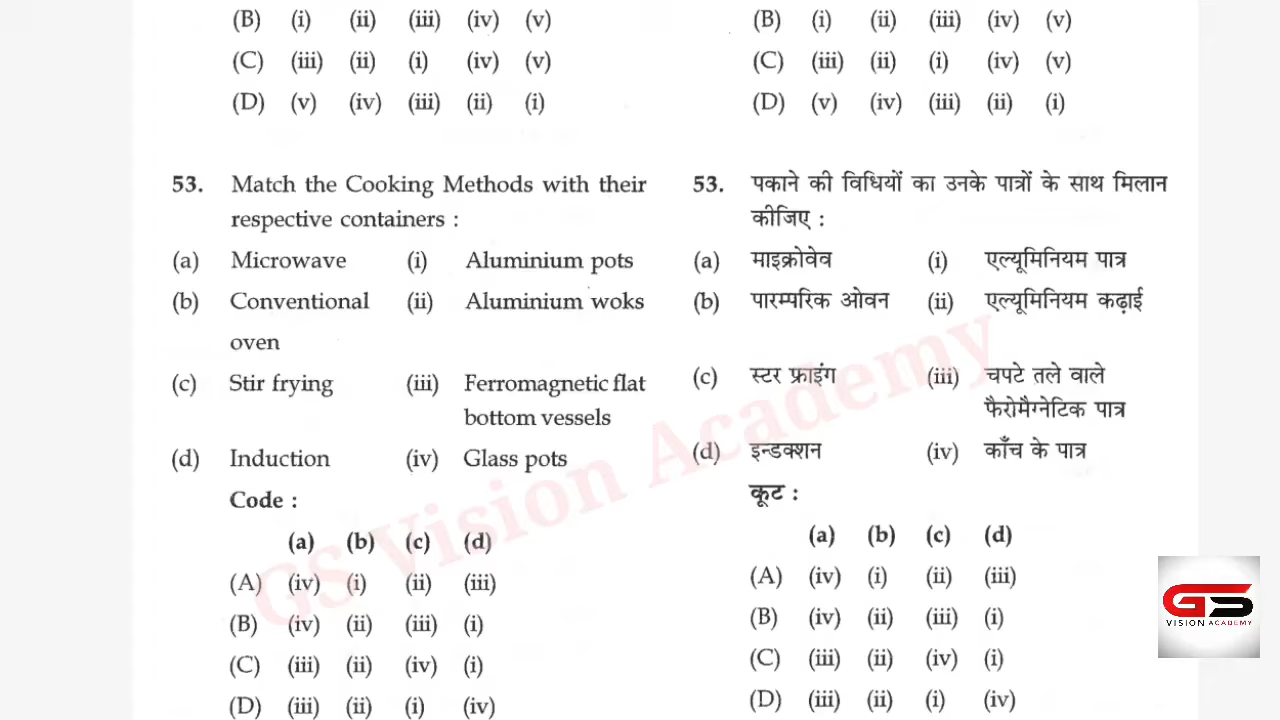 (B) (i) (ii) (iii) (iv) (v)
(C) (iii) (ii) (i) (iv) (v)
(D) (v) (iv) (iii) (ii) (i)
53. Match the Cooking Methods with their
respective containers :
(a) Microwave (i) Aluminium pots
(b) Conventional (ii) Aluminium woks
oven
(c) Stir frying (iii) Ferromagnetic flat
bottom vessels
(d) Induction (iv) Glass pots
Code :
(a) (b) (c) (d)
(A) (iv) (i) (ii) (iii)
(B) (iv) (ii) (iii) (i)
(C) (iii) (ii) (iv) (i)
(D) (iii) (ii) (i) (iv)
(B) (i) (ii) (iii) (iv) (v)
(C) (iii) (ii) (i) (iv) (v)
(D) (v) (iv) (iii) (ii) (i)
53. पकाने की विधियों का उनके पात्रों के साथ मिलान
कीजिए :
(a) माइक्रोवेव (i) एल्यूमिनियम पात्र
(b) पारम्परिक ओवन (ii) एल्यूमिनियम कढ़ाई
(c) स्टर फ्राइंग (iii) चपटे तले वाले
फैरोमैग्नेटिक पात्र
(d) इन्डक्शन (iv) काँच के पात्र
कूट :
(a) (b) (c) (d)
(A) (iv) (i) (ii) (iii)
(B) (iv) (ii) (iii) (i)
(C) (iii) (ii) (iv) (i)
(D) (iii) (ii) (i) (iv)
GS Vision Academy
GS
VISION ACADEMY